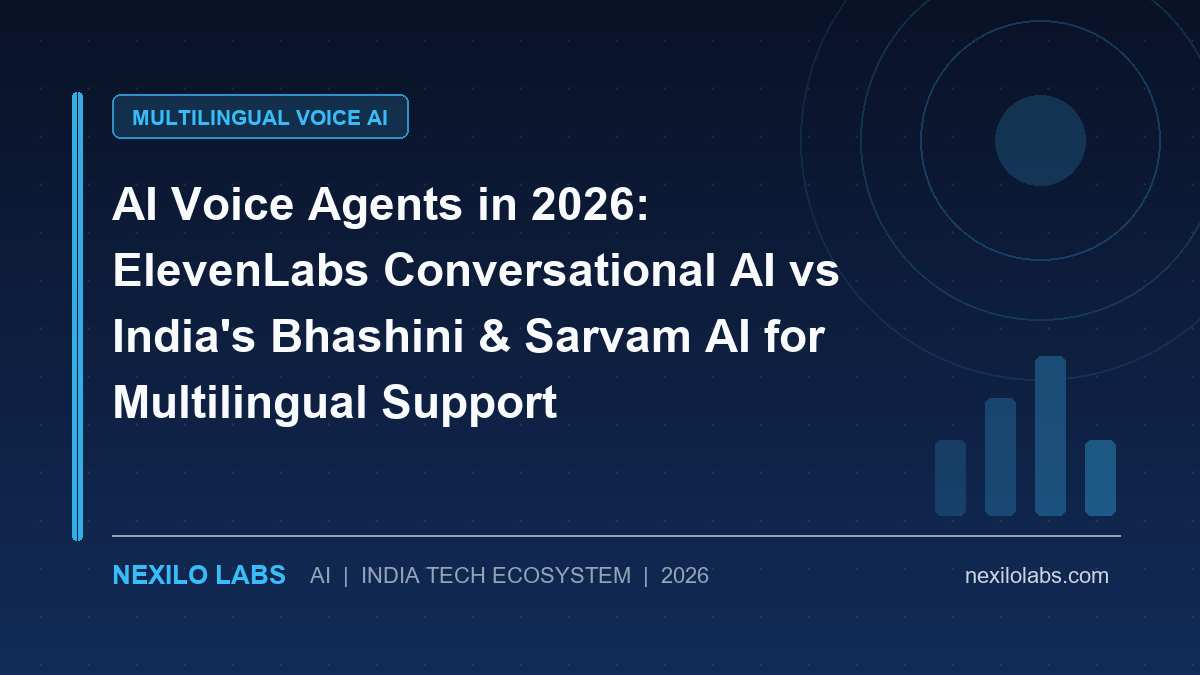 MULTILINGUAL VOICE AI
AI Voice Agents in 2026:
ElevenLabs Conversational AI vs
India's Bhashini & Sarvam AI for
Multilingual Support
NEXILO LABS AI | INDIA TECH ECOSYSTEM | 2026 nexilolabs.com